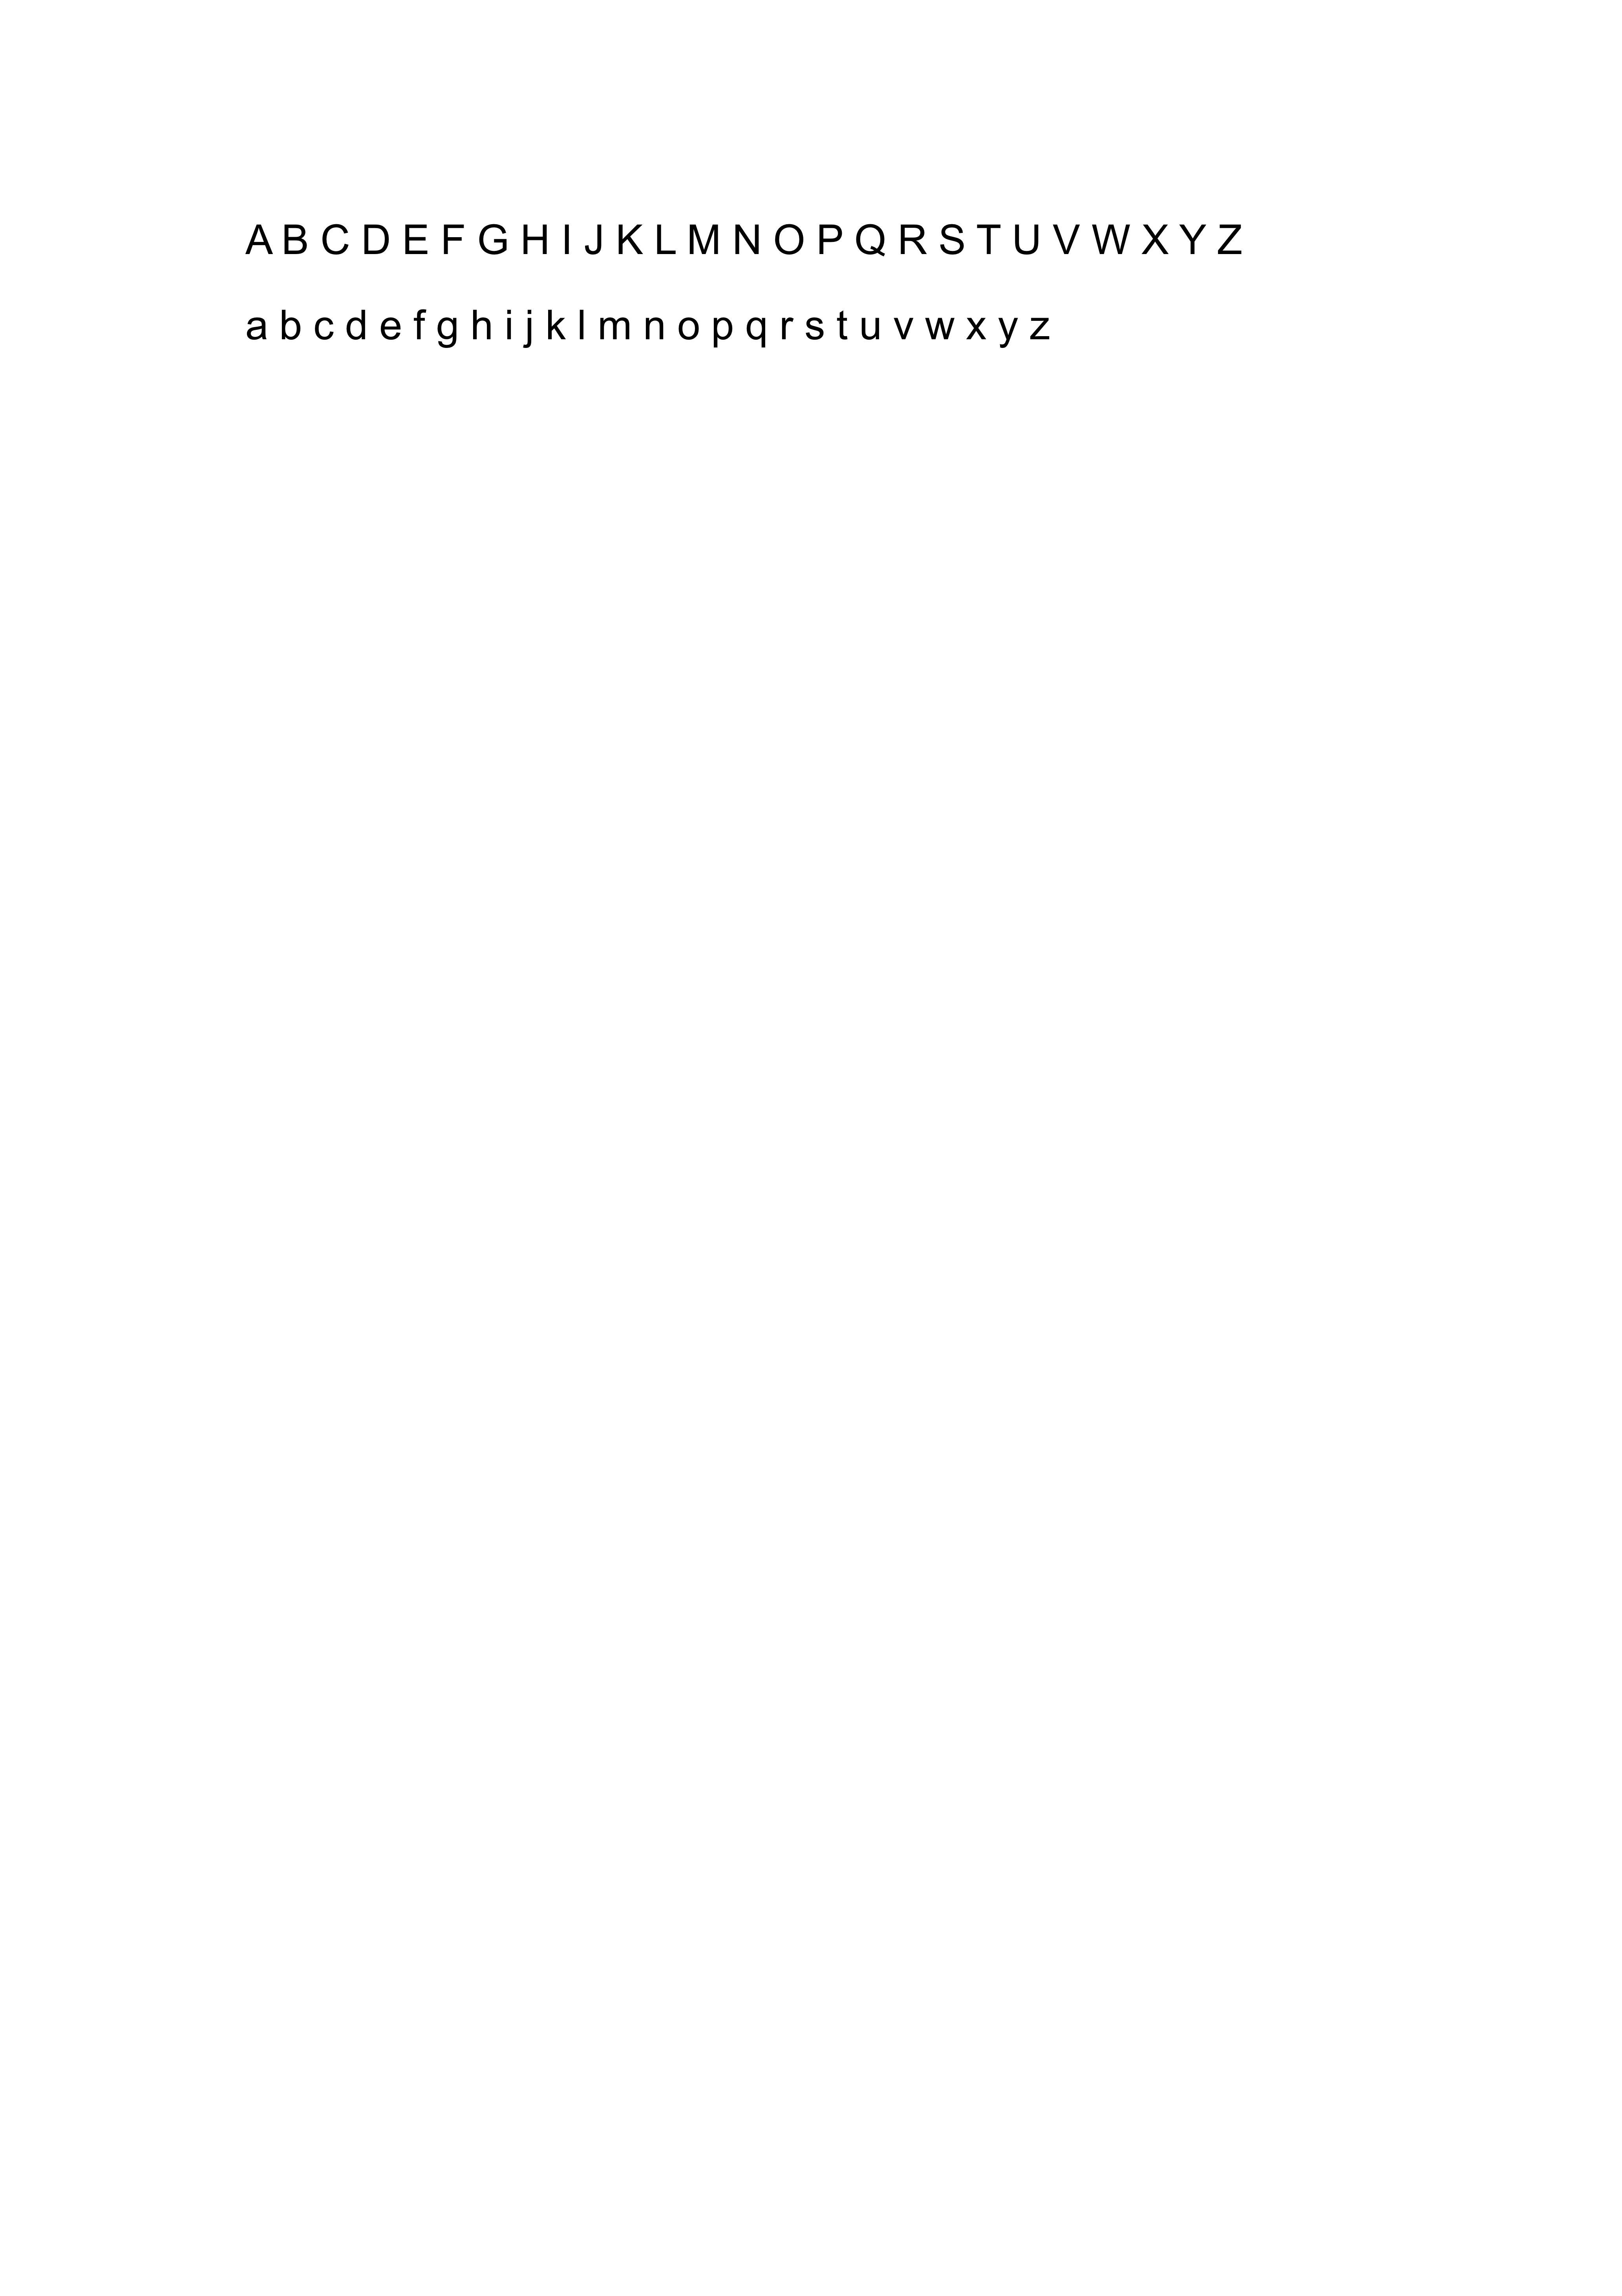 A B C D E F G H I J K L M N O P Q R S T U V W X Y Z
a b c d e f g h i j k l m n o p q r s t u v w x y z